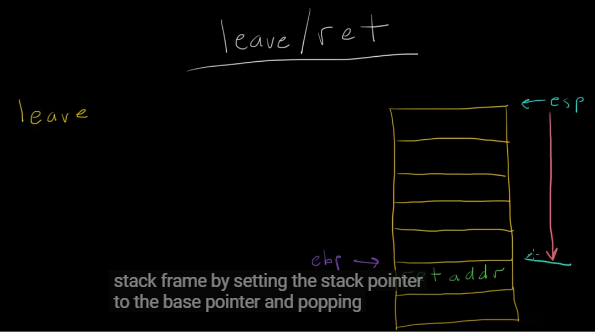 leave/ret
leave
←esp
ebp →
ret addr
stack frame by setting the stack pointer
to the base pointer and popping